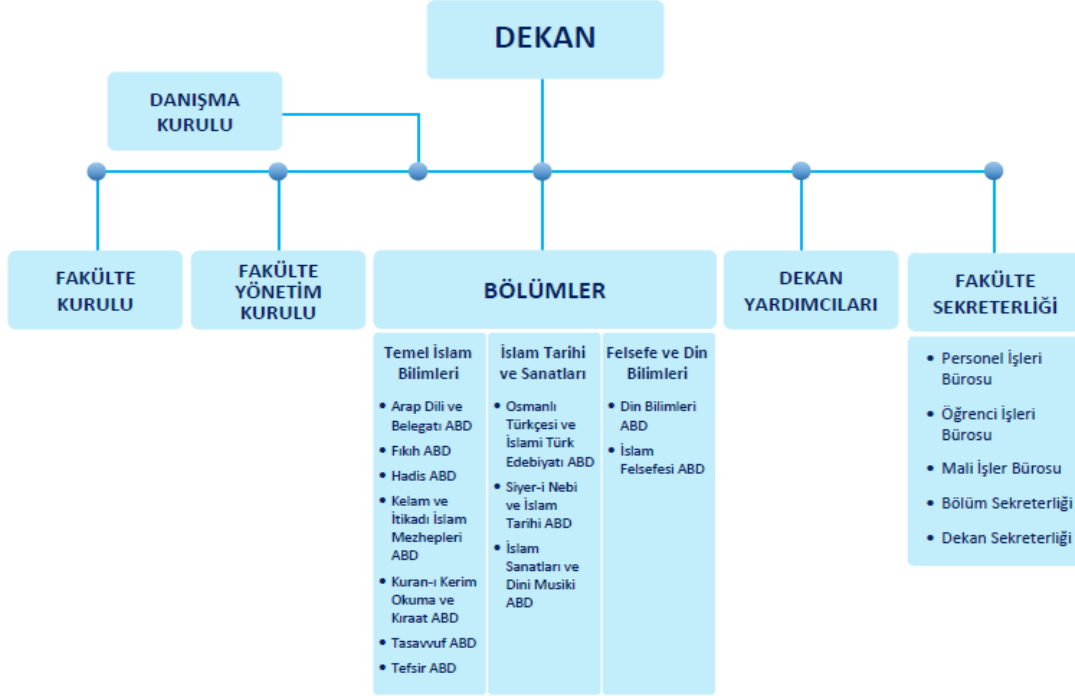 DEKAN
DANIŞMA
KURULU
FAKÜLTE
KURULU
FAKÜLTE
YÖNETİM
KURULU
BÖLÜMLER
DEKAN
YARDIMCILARI
FAKÜLTE
SEKRETERLİĞİ
Temel İslam
Bilimleri
• Arap Dili ve
Belegatı ABD
• Fıkıh ABD
• Hadis ABD
• Kelam ve
İtikadı İslam
Mezhepleri
ABD
• Kuran-ı Kerim
Okuma ve
Kıraat ABD
• Tasavvuf ABD
• Tefsir ABD
İslam Tarihi
ve Sanatları
• Osmanlı
Türkçesi ve
İslami Türk
Edebiyatı ABD
• Siyer-i Nebi
ve İslam
Tarihi ABD
• İslam
Sanatları ve
Dini Musiki
ABD
Felsefe ve Din
Bilimleri
• Din Bilimleri
ABD
• İslam
Felsefesi ABD
• Personel İşleri
Bürosu
• Öğrenci İşleri
Bürosu
• Mali İşler Bürosu
• Bölüm Sekreterliği
• Dekan Sekreterliği